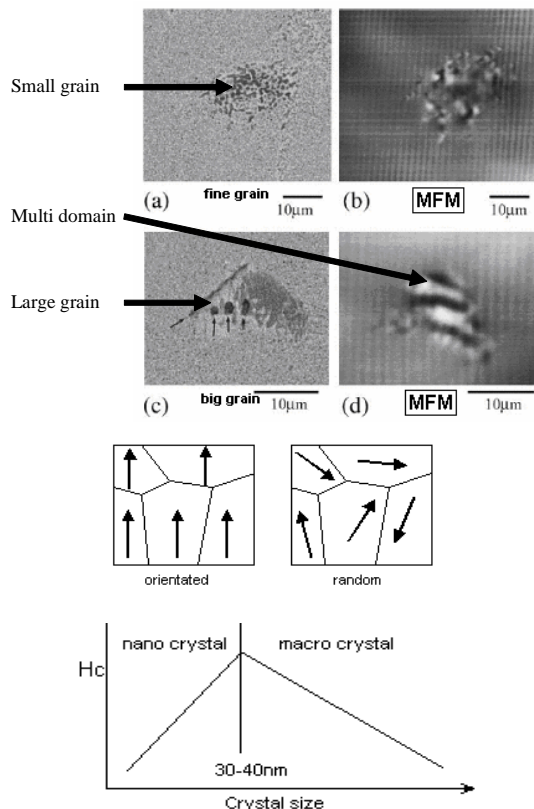 Small grain
(a)
fine grain
10μm
(b)
MFM
10μm
Multi domain
Large grain
(c)
big grain
10μm
(d)
MFM
10μm
orientated
random
nano crystal
macro crystal
Hc
30-40nm
Crystal size